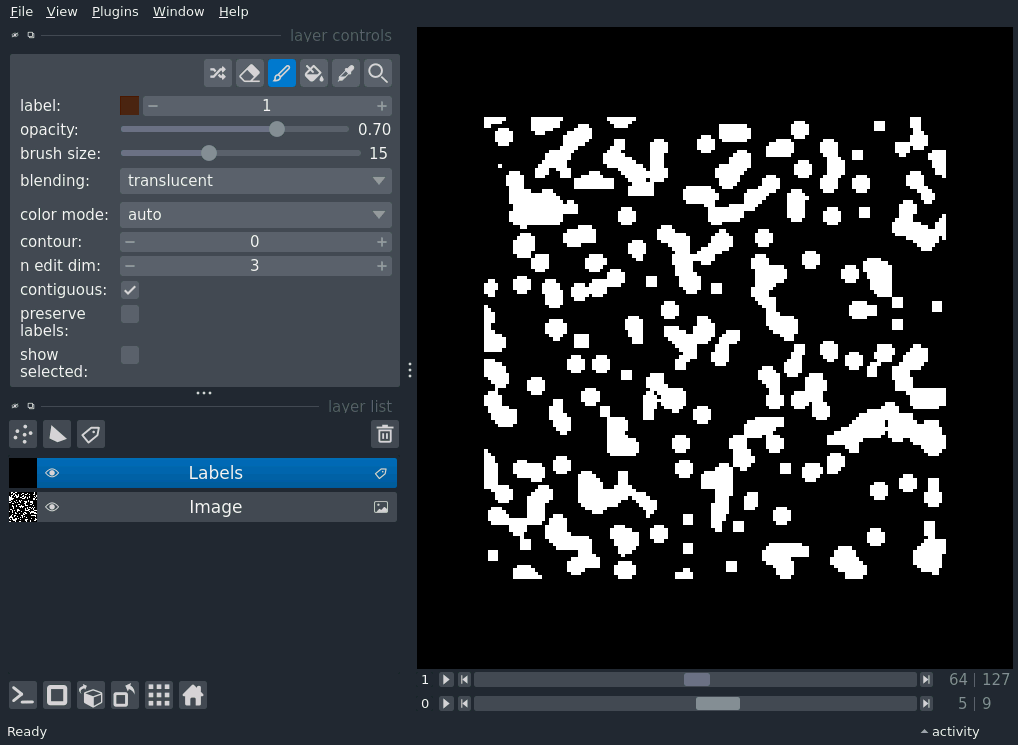 File View Plugins Window Help
layer controls
label: 1
opacity: 0.70
brush size: 15
blending: translucent
color mode: auto
contour: 0
n edit dim: 3
contiguous:
preserve
labels:
show
selected:
layer list
Labels
Image
1 64 | 127
0 5 | 9
Ready activity